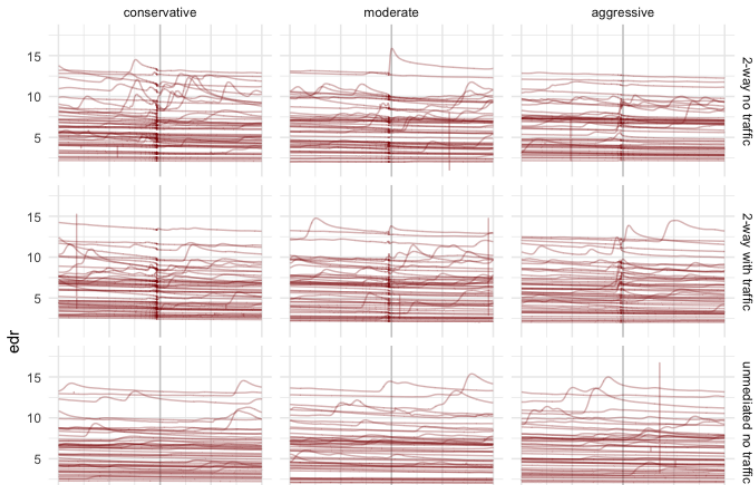 conservative moderate aggressive
15
10
5
2-way no traffic
15
10
5
2-way with traffic
edr
15
10
5
unmediated no traffic